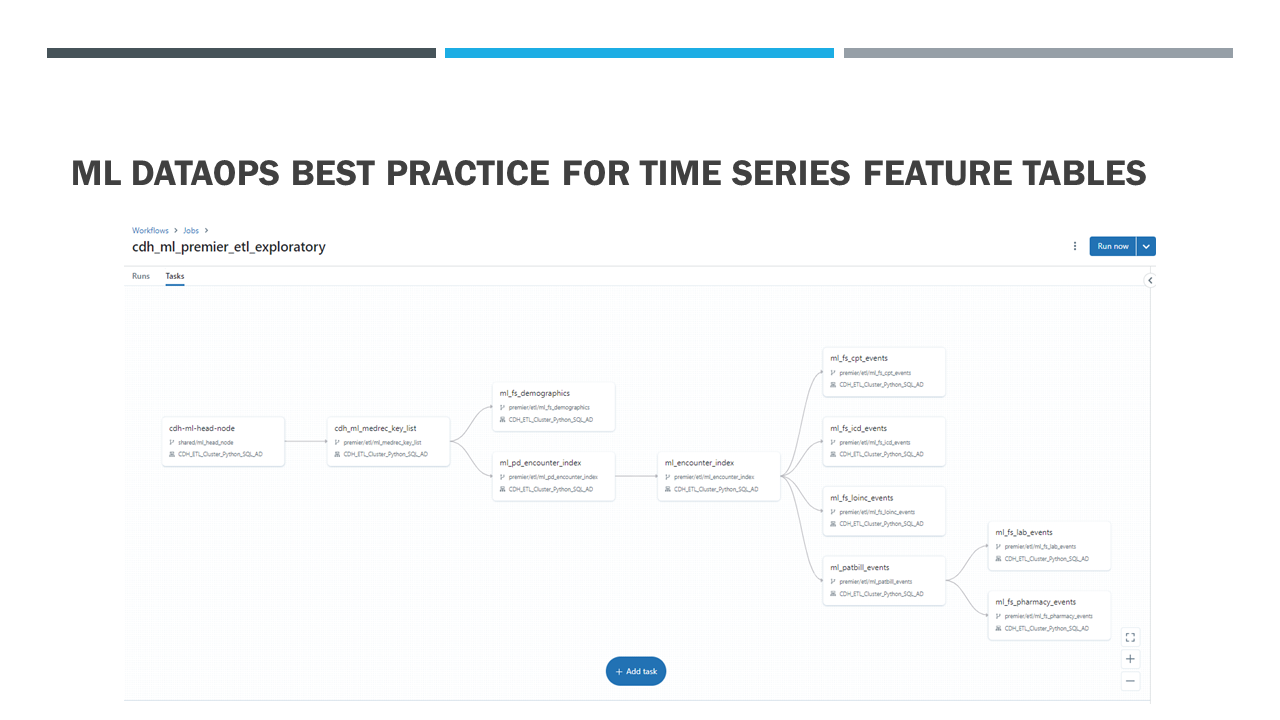 ML DATAOPS BEST PRACTICE FOR TIME SERIES FEATURE TABLES
Workflows > Jobs >
cdh_ml_premier_etl_exploratory
Run now
Runs Tasks
cdh-ml-head-node
shared/ml_head_node
CDH_ETL_Cluster_Python_SQL_AD
cdh_ml_medrec_key_list
premier/etl/ml_medrec_key_list
CDH_ETL_Cluster_Python_SQL_AD
ml_fs_demographics
premier/etl/ml_fs_demographics
CDH_ETL_Cluster_Python_SQL_AD
ml_pd_encounter_index
premier/etl/ml_pd_encounter_index
CDH_ETL_Cluster_Python_SQL_AD
ml_encounter_index
premier/etl/ml_encounter_index
CDH_ETL_Cluster_Python_SQL_AD
ml_fs_cpt_events
premier/etl/ml_fs_cpt_events
CDH_ETL_Cluster_Python_SQL_AD
ml_fs_icd_events
premier/etl/ml_fs_icd_events
CDH_ETL_Cluster_Python_SQL_AD
ml_fs_loinc_events
premier/etl/ml_fs_loinc_events
CDH_ETL_Cluster_Python_SQL_AD
ml_patbill_events
premier/etl/ml_patbill_events
CDH_ETL_Cluster_Python_SQL_AD
ml_fs_lab_events
premier/etl/ml_fs_lab_events
CDH_ETL_Cluster_Python_SQL_AD
ml_fs_pharmacy_events
premier/etl/ml_fs_pharmacy_events
CDH_ETL_Cluster_Python_SQL_AD
+ Add task